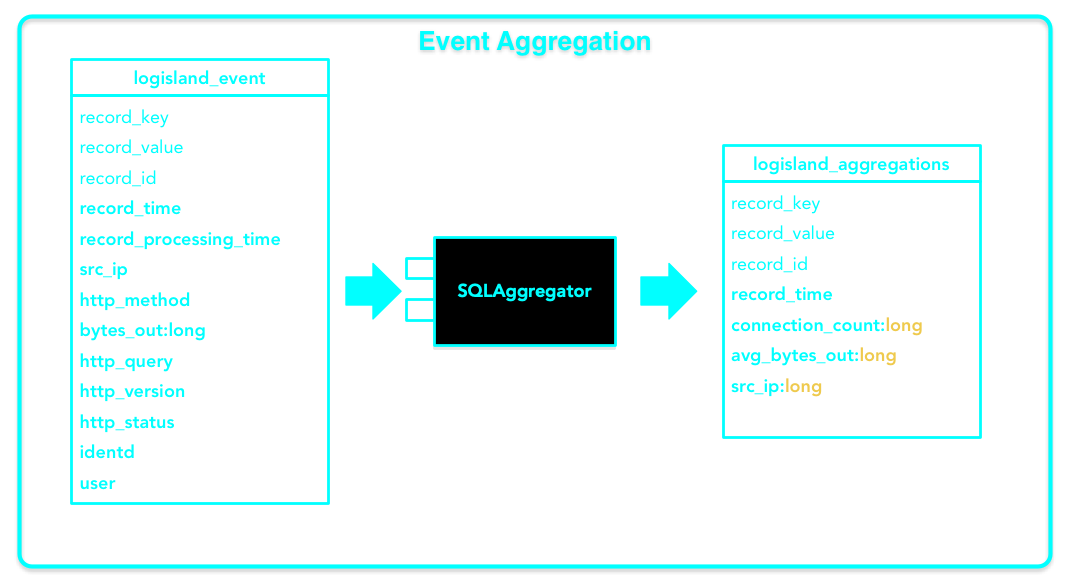 Event Aggregation
logisland_event
record_key
record_value
record_id
record_time
record_processing_time
src_ip
http_method
bytes_out:long
http_query
http_version
http_status
identd
user
SQLAggregator
logisland_aggregations
record_key
record_value
record_id
record_time
connection_count:long
avg_bytes_out:long
src_ip:long